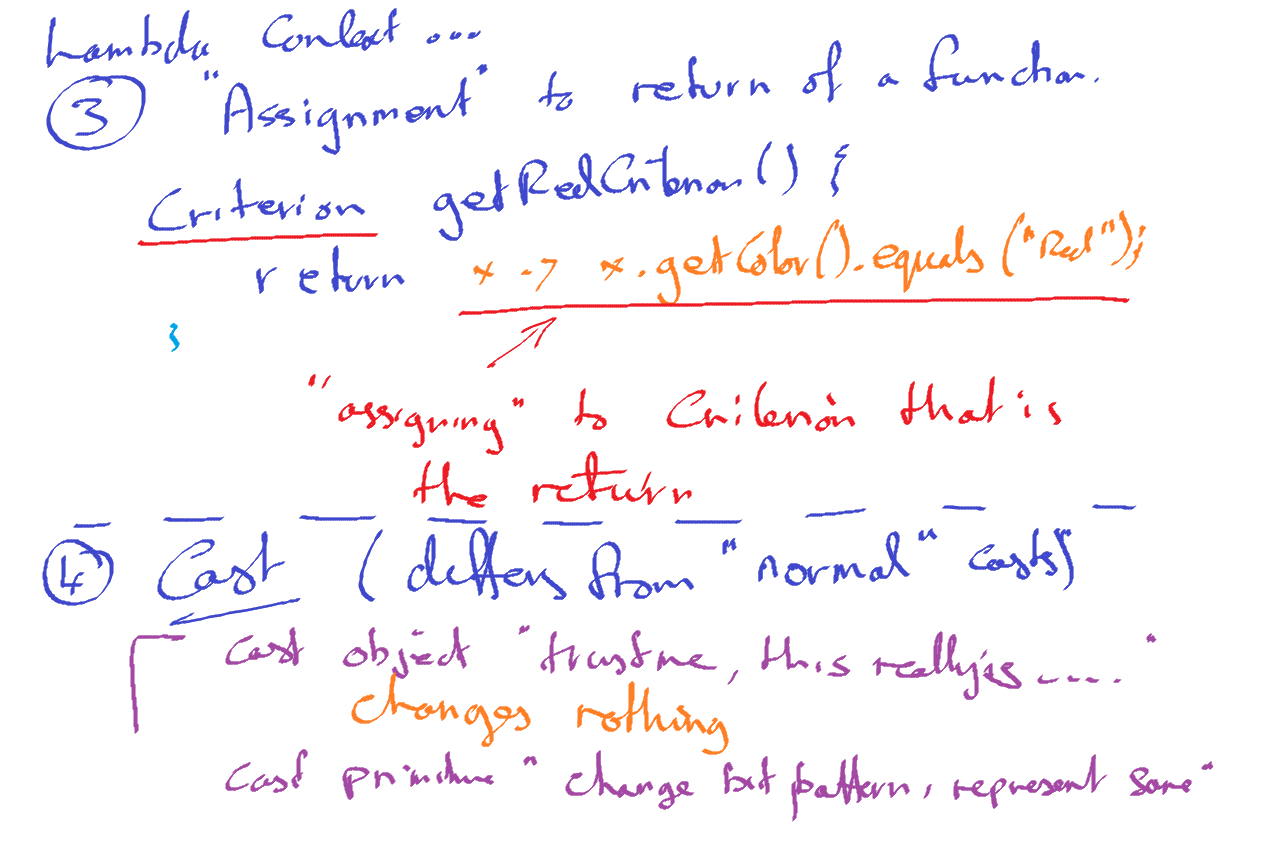 Lambda Context ...
③ "Assignment" to return of a function.
Criterion getRedCriterion() {
return x -> x.getColor().equals("Red");
}
"assigning" to Criterion that is
the return
④ Cast (differs from "normal" casts)
cast object "trust me, this really is ....."
changes nothing
cast primitive "change bit pattern, represent same"